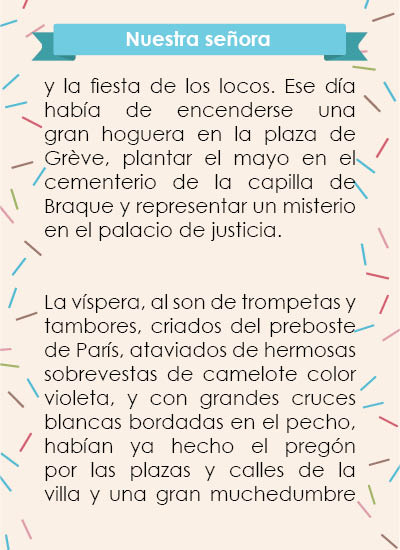 Nuestra señora
y la fiesta de los locos. Ese día
había de encenderse una
gran hoguera en la plaza de
Grève, plantar el mayo en el
cementerio de la capilla de
Braque y representar un misterio
en el palacio de justicia.
La víspera, al son de trompetas y
tambores, criados del preboste
de París, ataviados de hermosas
sobrevestas de camelote color
violeta, y con grandes cruces
blancas bordadas en el pecho,
habían ya hecho el pregón
por las plazas y calles de la
villa y una gran muchedumbre